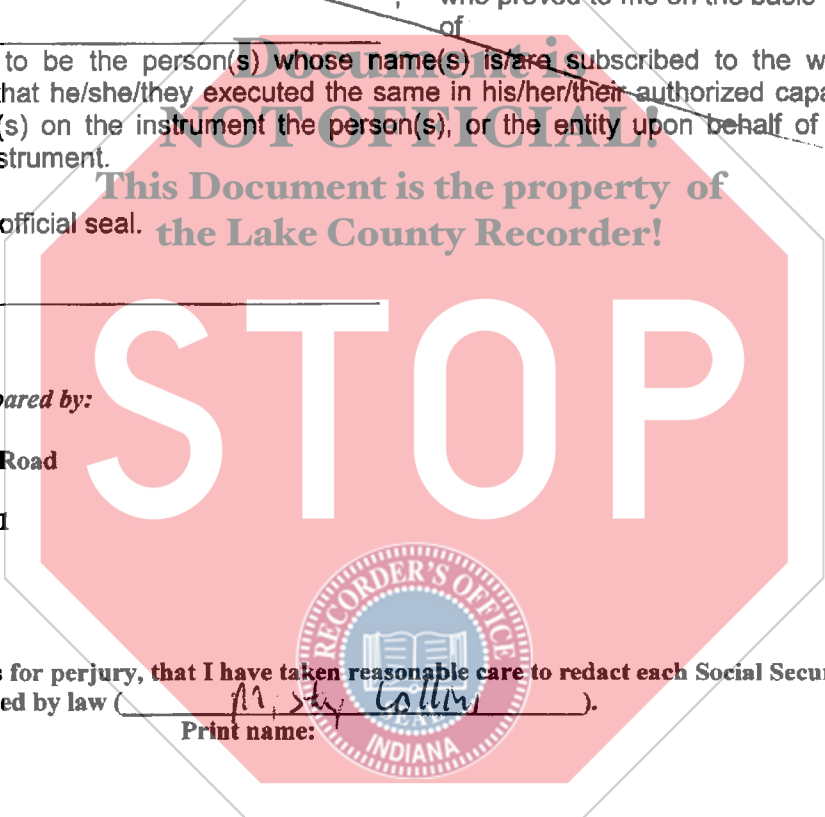 who proved to me on the basis
of
to be the person(s) whose name(s) is/are subscribed to the w
hat he/she/they executed the same in his/her/their authorized capa
(s) on the instrument the person(s), or the entity upon behalf of
strument.
Document is
NOT OFFICIAL!
This Document is the property of
the Lake County Recorder!
official seal.
STOP
pared by:
Road
1
RECORDER'S OFFICE
SEAL
INDIANA
s for perjury, that I have taken reasonable care to redact each Social Secur
ed by law ( Misty Collins ).
Print name: